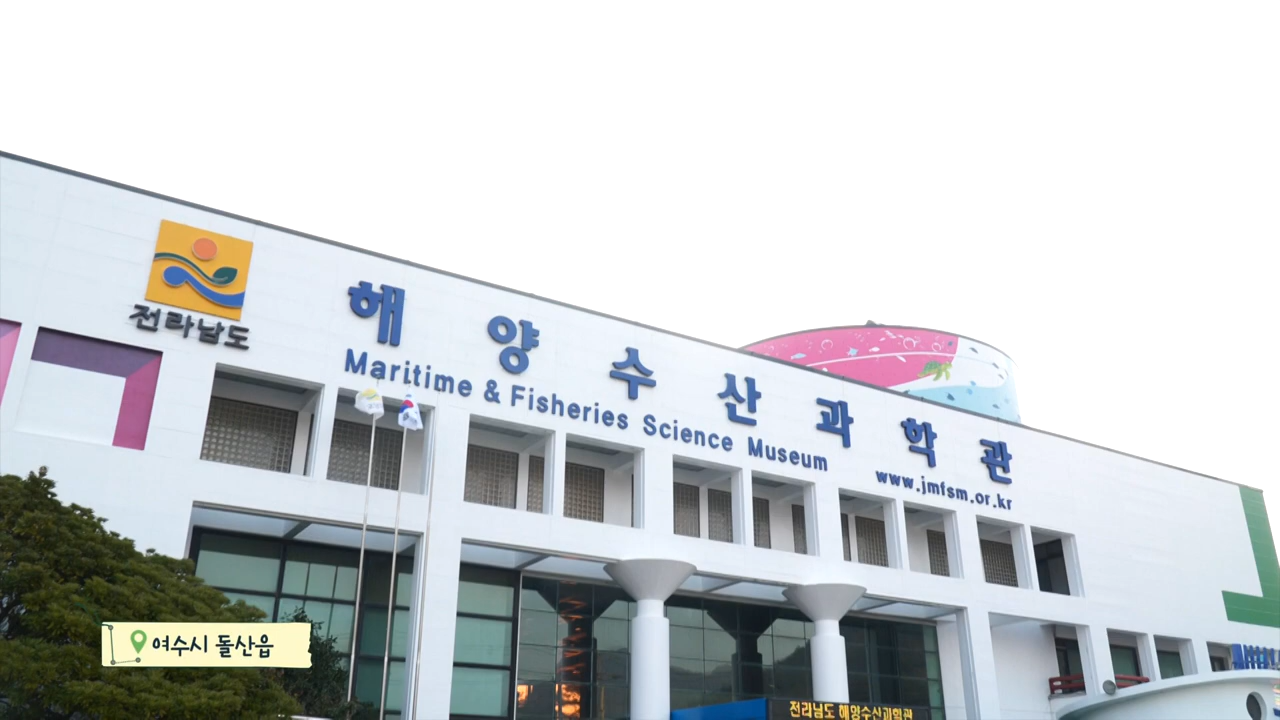 전라남도
해양수산과학관
Maritime & Fisheries Science Museum
www.jmfsm.or.kr
여수시 돌산읍
전라남도 해양수산과학관